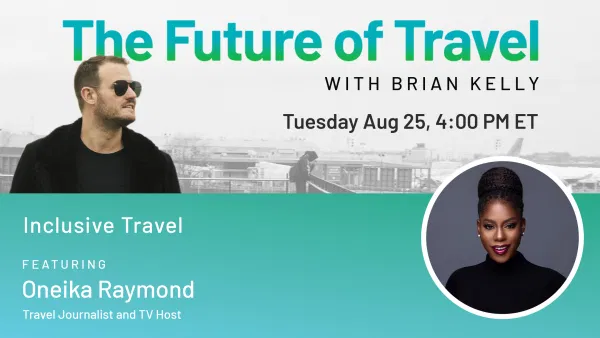 The Future of Travel
WITH BRIAN KELLY
Tuesday Aug 25, 4:00 PM ET
Inclusive Travel
FEATURING
Oneika Raymond
Travel Journalist and TV Host